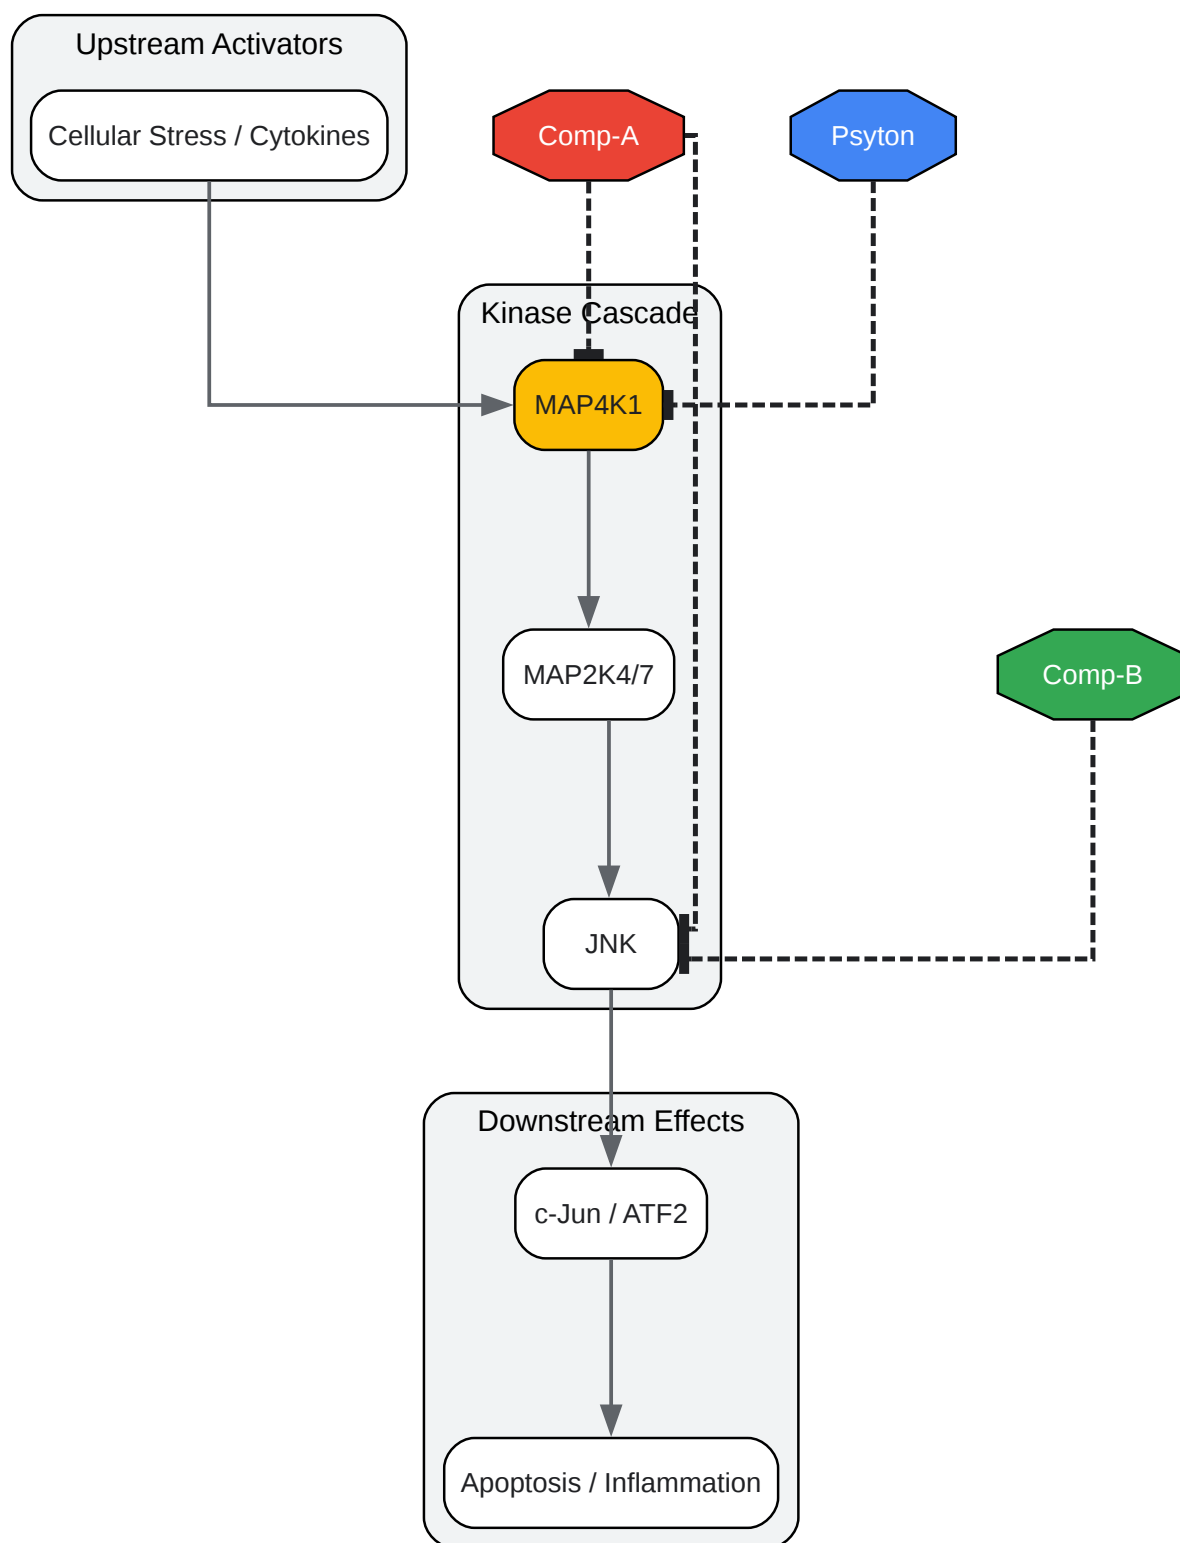 Upstream Activators
Cellular Stress / Cytokines
Comp-A
Psyton
Kinase Cascade
MAP4K1
MAP2K4/7
Comp-B
JNK
Downstream Effects
c-Jun / ATF2
Apoptosis / Inflammation